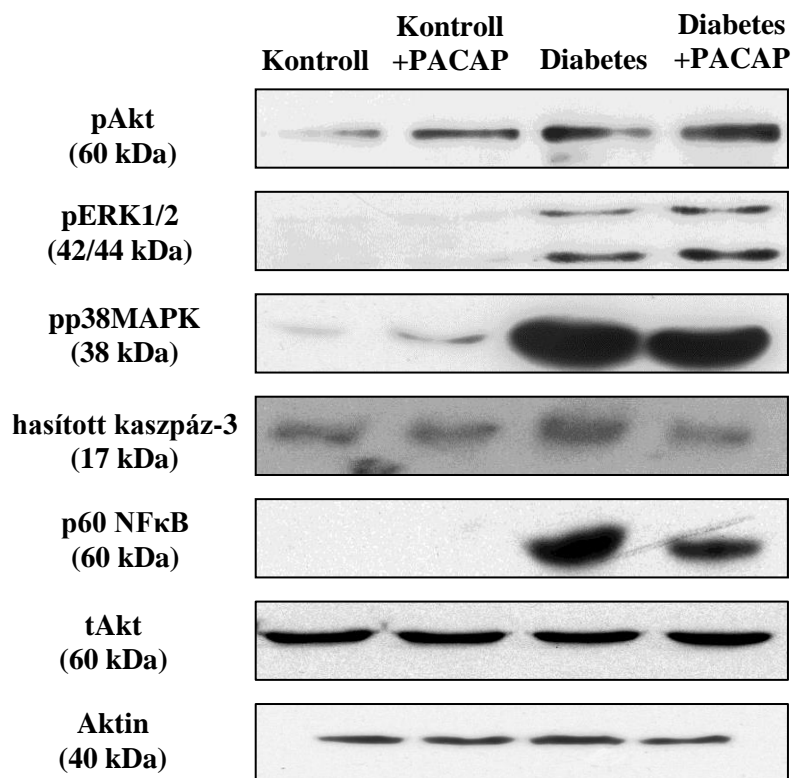 Kontroll
Kontroll
+PACAP
Diabetes
Diabetes
+PACAP
pAkt
(60 kDa)
pERK1/2
(42/44 kDa)
pp38MAPK
(38 kDa)
hasított kaszpáz-3
(17 kDa)
p60 NFκB
(60 kDa)
tAkt
(60 kDa)
Aktin
(40 kDa)